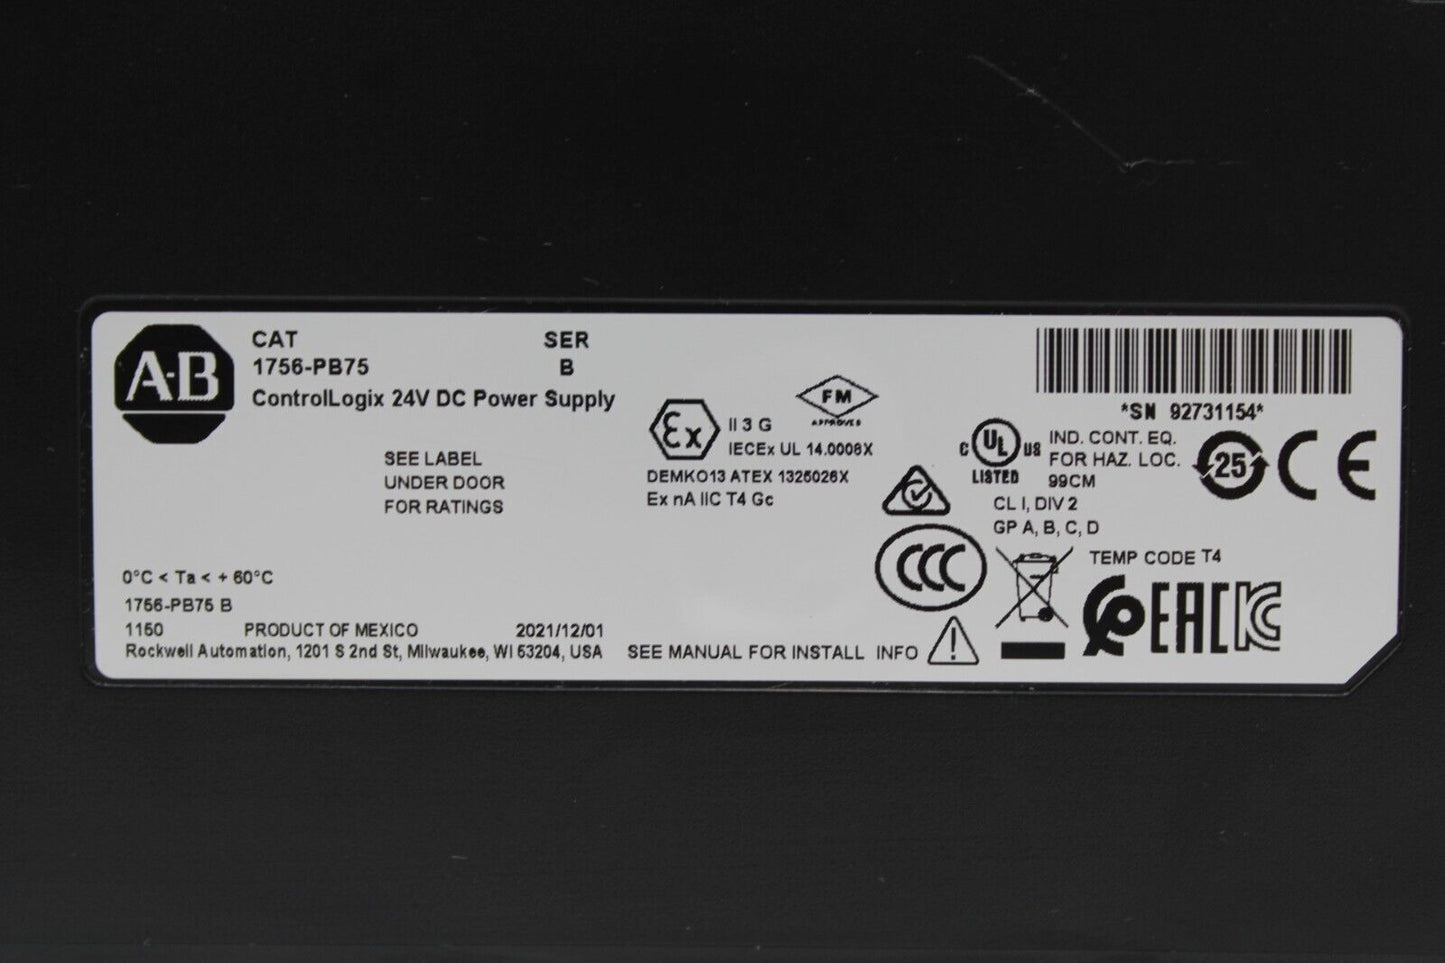 A-B
CAT
SER
1756-PB75
B
ControlLogix 24V DC Power Supply
SEE LABEL
UNDER DOOR
FOR RATINGS
0°C < Ta < + 60°C
1756-PB75 B
1150
PRODUCT OF MEXICO
2021/12/01
Rockwell Automation, 1201 S 2nd St, Milwaukee, WI 53204, USA
Ex
II 3 G
FM
APPROVED
IECEx UL 14.0008X
DEMKO13 ATEX 1325026X
Ex nA IIC T4 Gc
SEE MANUAL FOR INSTALL INFO
*SN 92731154*
C UL US
LISTED
IND. CONT. EQ.
FOR HAZ. LOC.
99CM
25
CE
CL I, DIV 2
GP A, B, C, D
CCC
TEMP CODE T4
EAC
KC